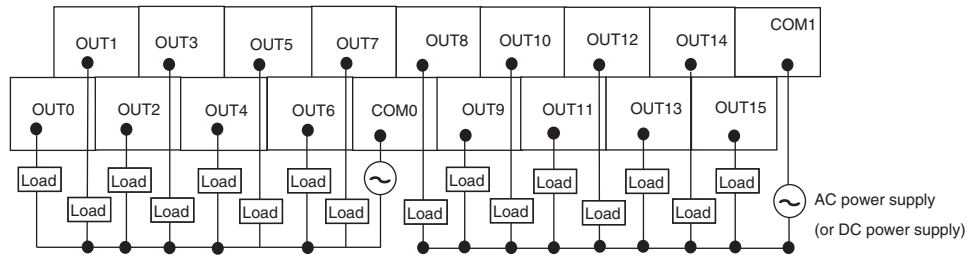 OUT1 OUT3 OUT5 OUT7 OUT8 OUT10 OUT12 OUT14 COM1
OUT0 OUT2 OUT4 OUT6 COM0 OUT9 OUT11 OUT13 OUT15
Load Load Load Load Load Load Load Load
Load Load Load Load Load Load Load Load
AC power supply
(or DC power supply)